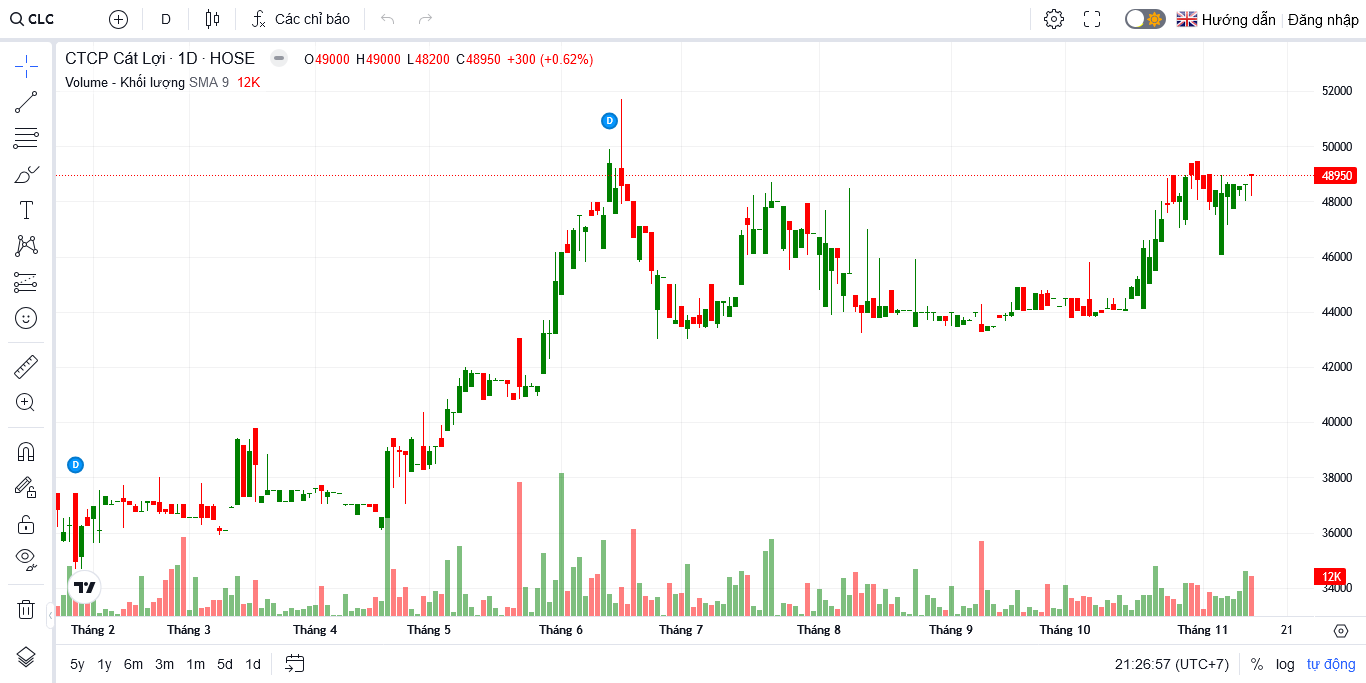 CLC D Các chỉ báo Hướng dẫn Đăng nhập
CTCP Cát Lợi · 1D · HOSE O49000 H49000 L48200 C48950 +300 (+0.62%)
Volume - Khối lượng SMA 9 12K
52000
D
50000
48950
48000
46000
44000
42000
40000
D
38000
36000
12K
34000
Tháng 2 Tháng 3 Tháng 4 Tháng 5 Tháng 6 Tháng 7 Tháng 8 Tháng 9 Tháng 10 Tháng 11 21
5y 1y 6m 3m 1m 5d 1d 21:26:57 (UTC+7) % log tự động